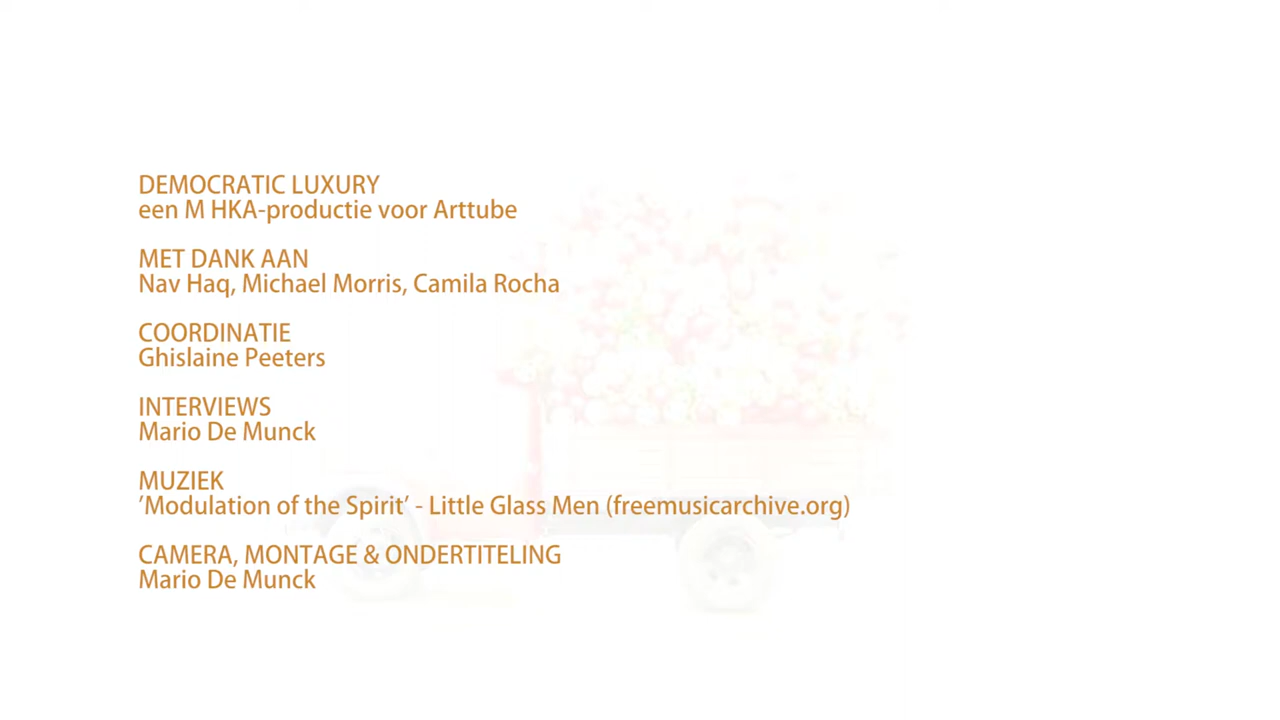 DEMOCRATIC LUXURY
een M HKA-productie voor Arttube
MET DANK AAN
Nav Haq, Michael Morris, Camila Rocha
COORDINATIE
Ghislaine Peeters
INTERVIEWS
Mario De Munck
MUZIEK
’Modulation of the Spirit’ - Little Glass Men (freemusicarchive.org)
CAMERA, MONTAGE & ONDERTITELING
Mario De Munck